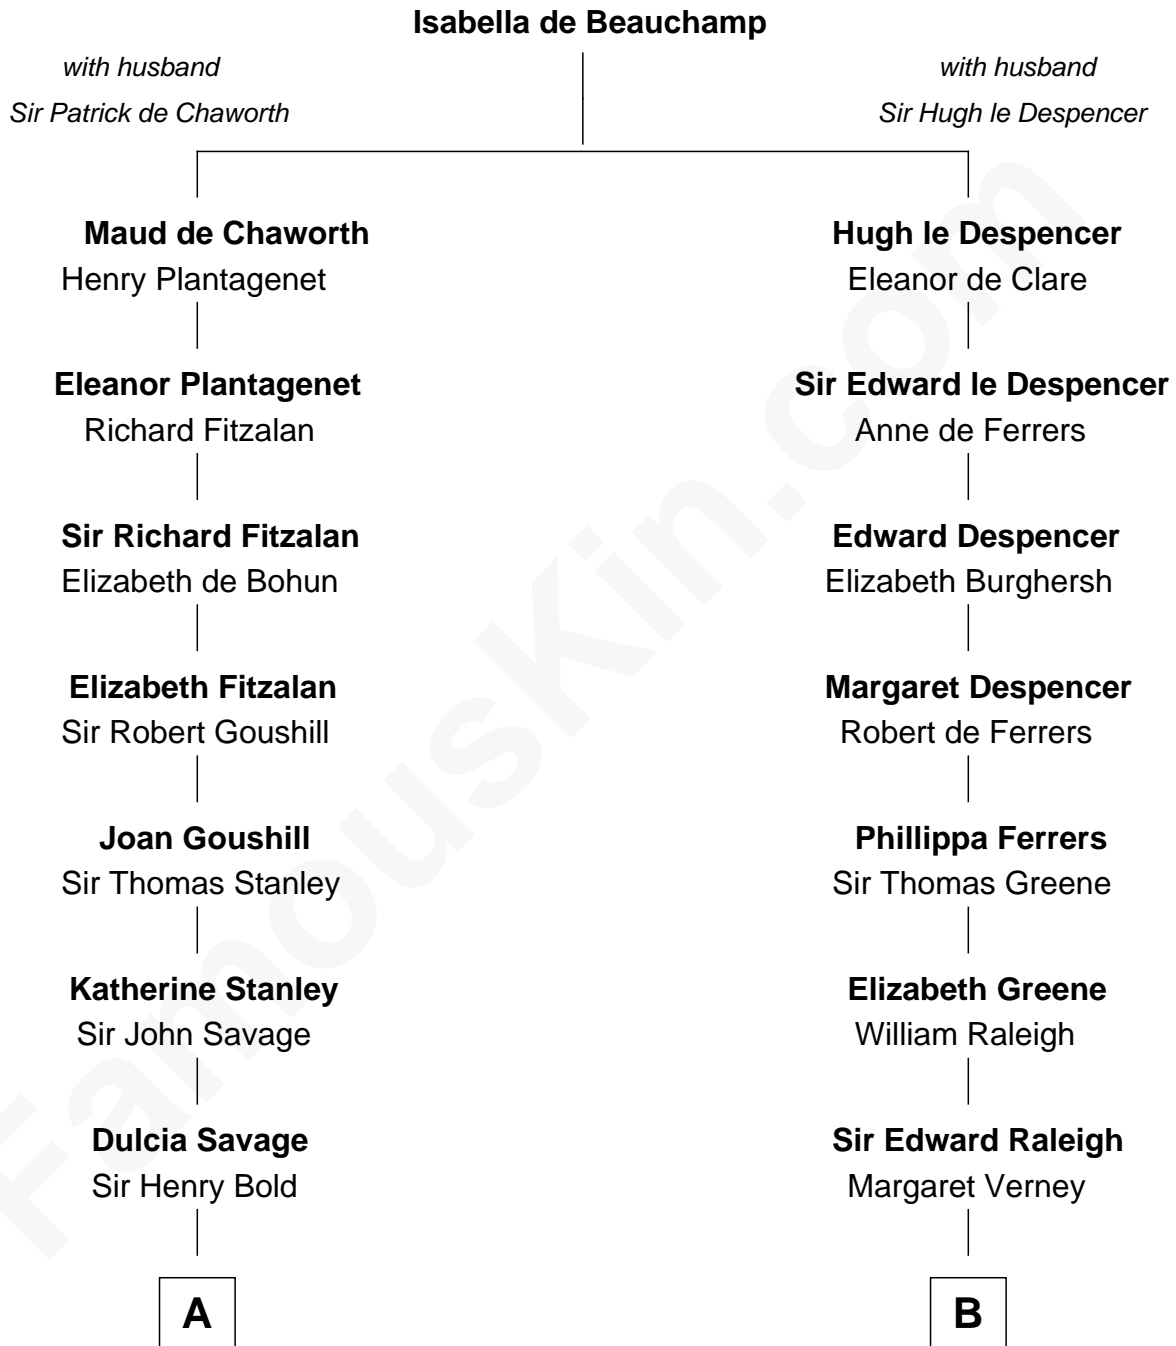 Isabella de Beauchamp
with husband
Sir Patrick de Chaworth
with husband
Sir Hugh le Despencer
Maud de Chaworth
Henry Plantagenet
Hugh le Despencer
Eleanor de Clare
Eleanor Plantagenet
Richard Fitzalan
Sir Edward le Despencer
Anne de Ferrers
Sir Richard Fitzalan
Elizabeth de Bohun
Edward Despencer
Elizabeth Burghersh
Elizabeth Fitzalan
Sir Robert Goushill
Margaret Despencer
Robert de Ferrers
Joan Goushill
Sir Thomas Stanley
Phillippa Ferrers
Sir Thomas Greene
Katherine Stanley
Sir John Savage
Elizabeth Greene
William Raleigh
Dulcia Savage
Sir Henry Bold
Sir Edward Raleigh
Margaret Verney
A
B
FamousKin.com